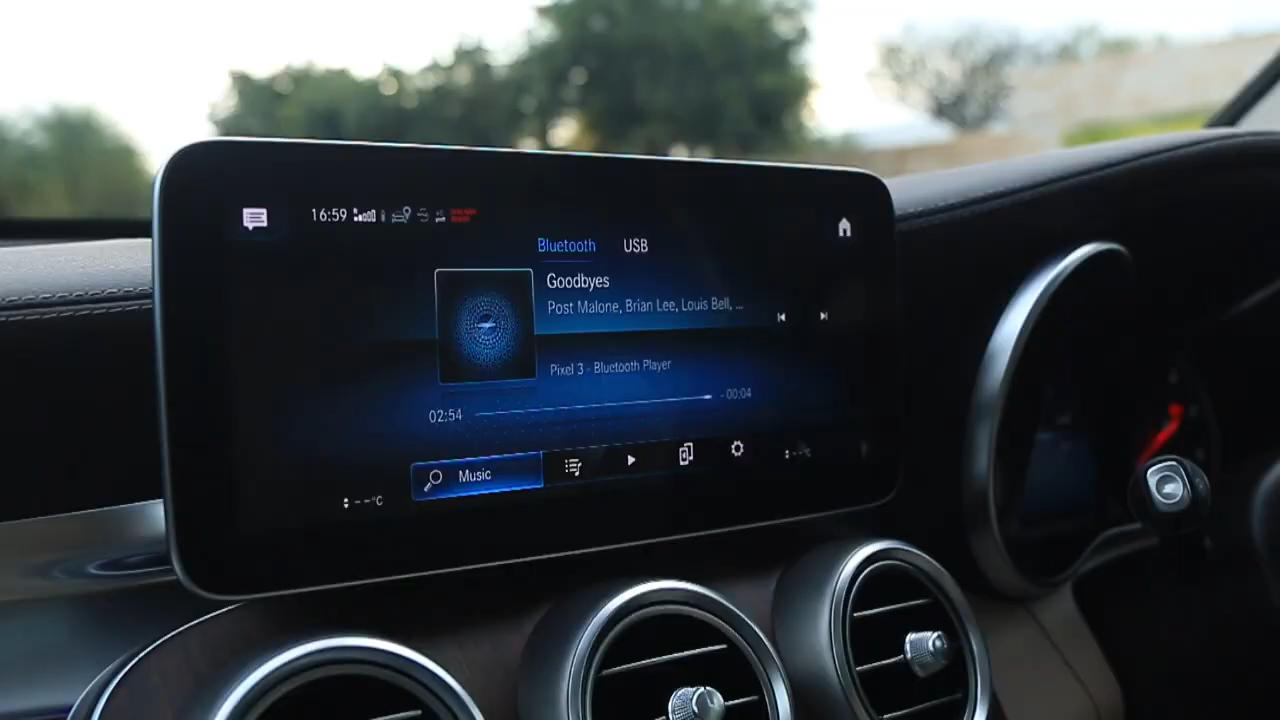 16:59
Bluetooth USB
Goodbyes
Post Malone, Brian Lee, Louis Bell, ...
Pixel 3 - Bluetooth Player
02:54 - 00:04
Music
--°C